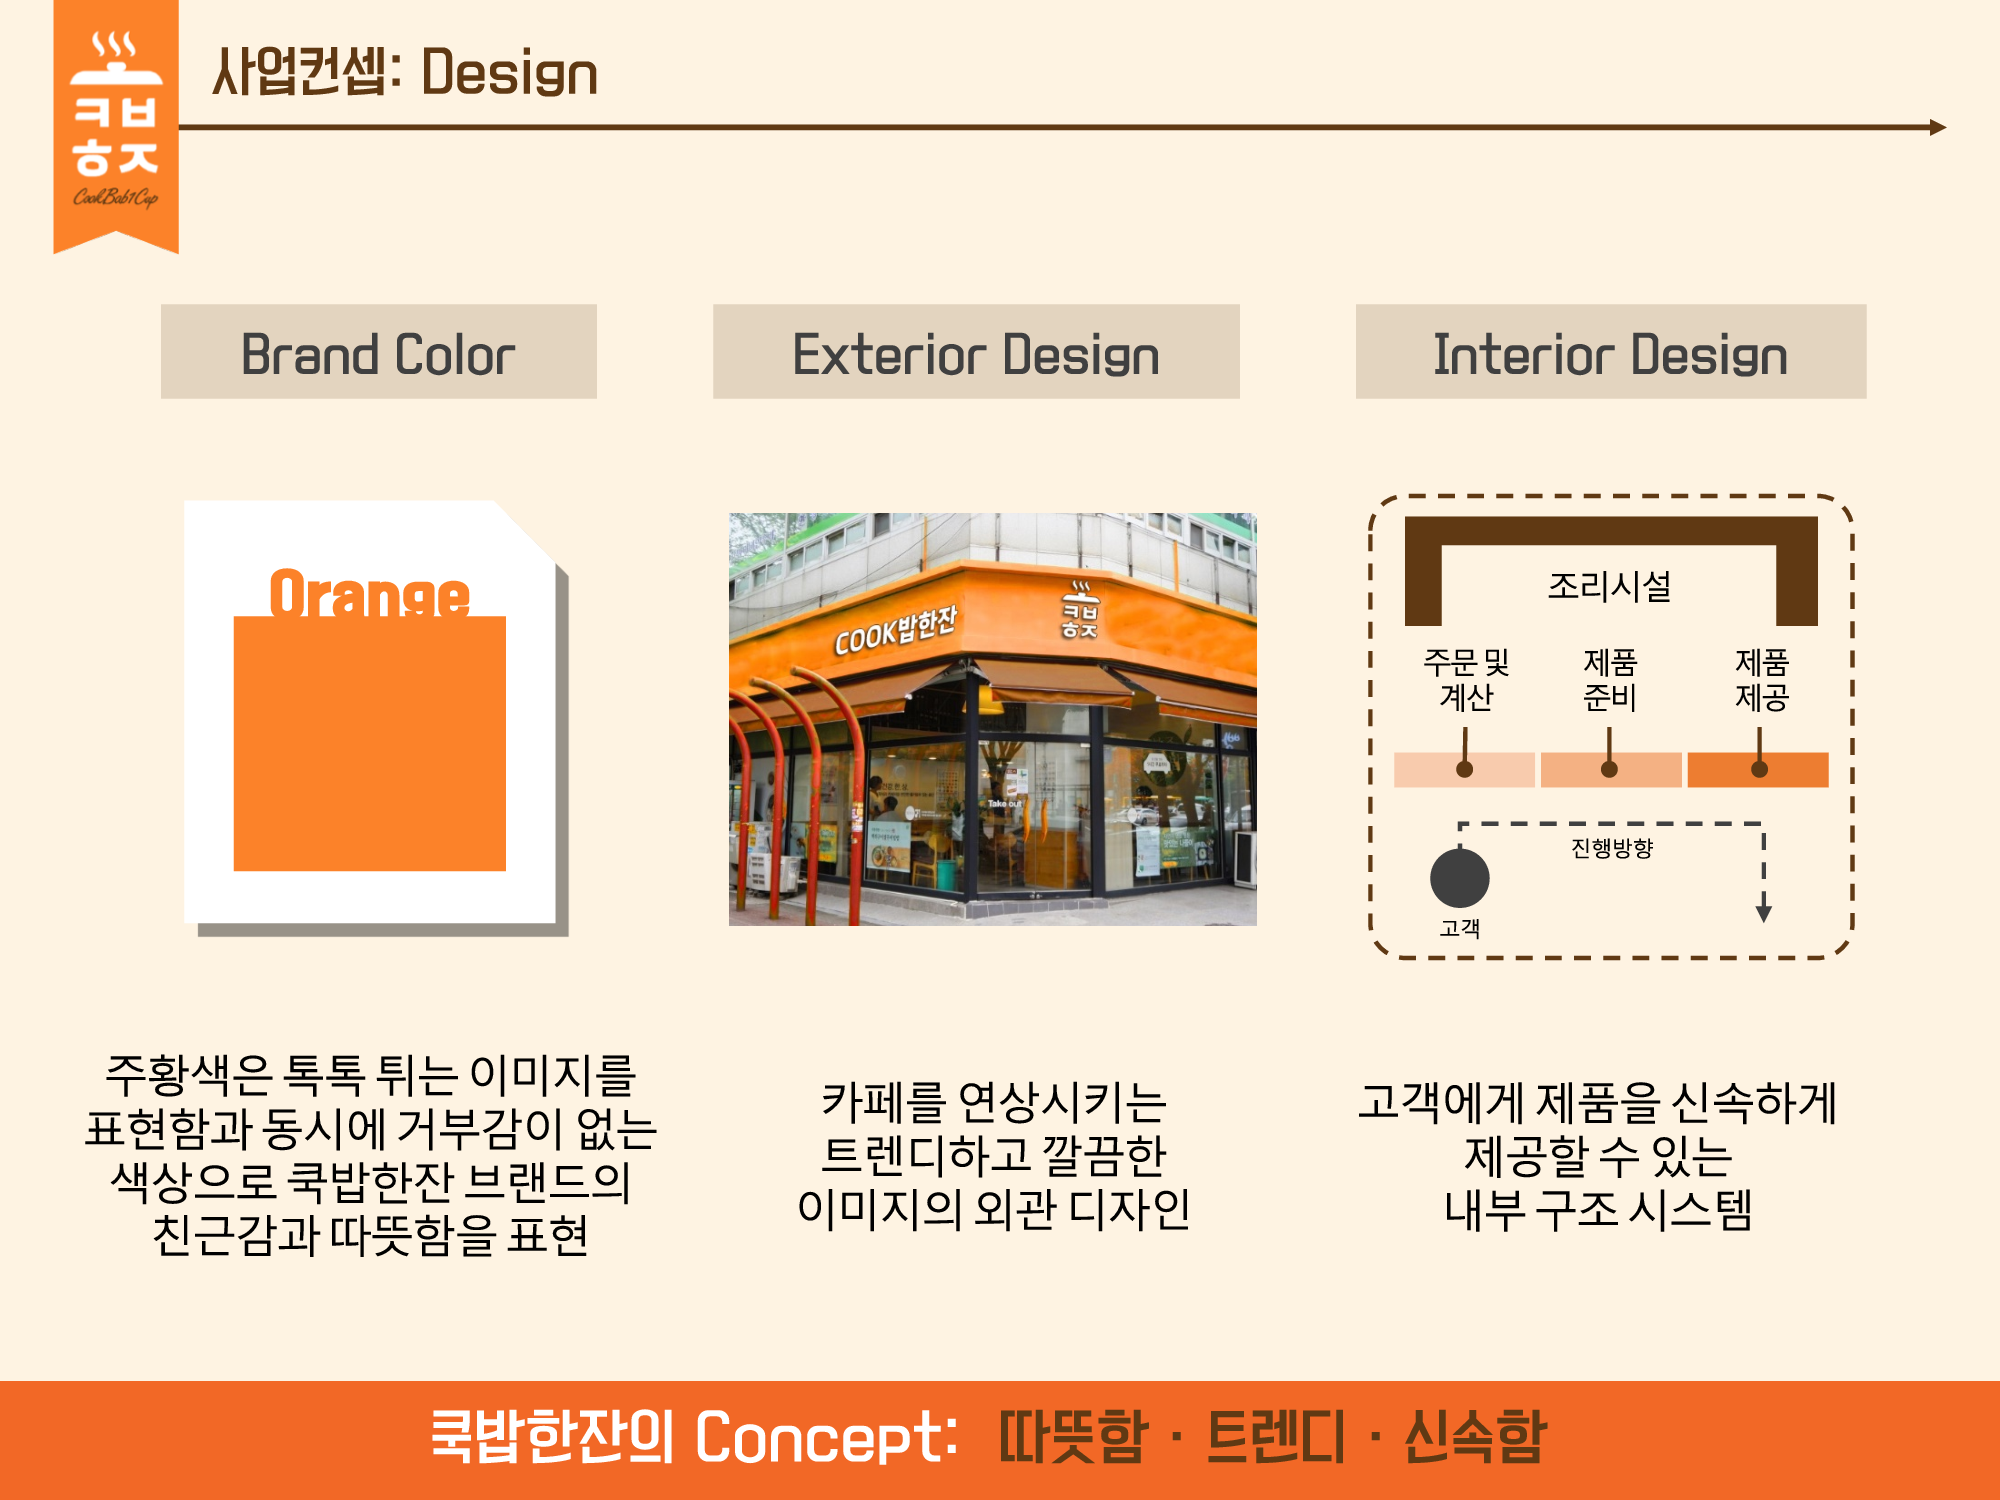 사업컨셉: Design
ㅋㅂ
ㅎㅈ
CookBab1Cup
Brand Color
Exterior Design
Interior Design
Orange
COOK밥한잔
ㅋㅂ
ㅎㅈ
Take out
조리시설
주문 및
계산
제품
준비
제품
제공
진행방향
고객
주황색은 톡톡 튀는 이미지를
표현함과 동시에 거부감이 없는
색상으로 쿡밥한잔 브랜드의
친근감과 따뜻함을 표현
카페를 연상시키는
트렌디하고 깔끔한
이미지의 외관 디자인
고객에게 제품을 신속하게
제공할 수 있는
내부 구조 시스템
쿡밥한잔의 Concept: 따뜻함 · 트렌디 · 신속함